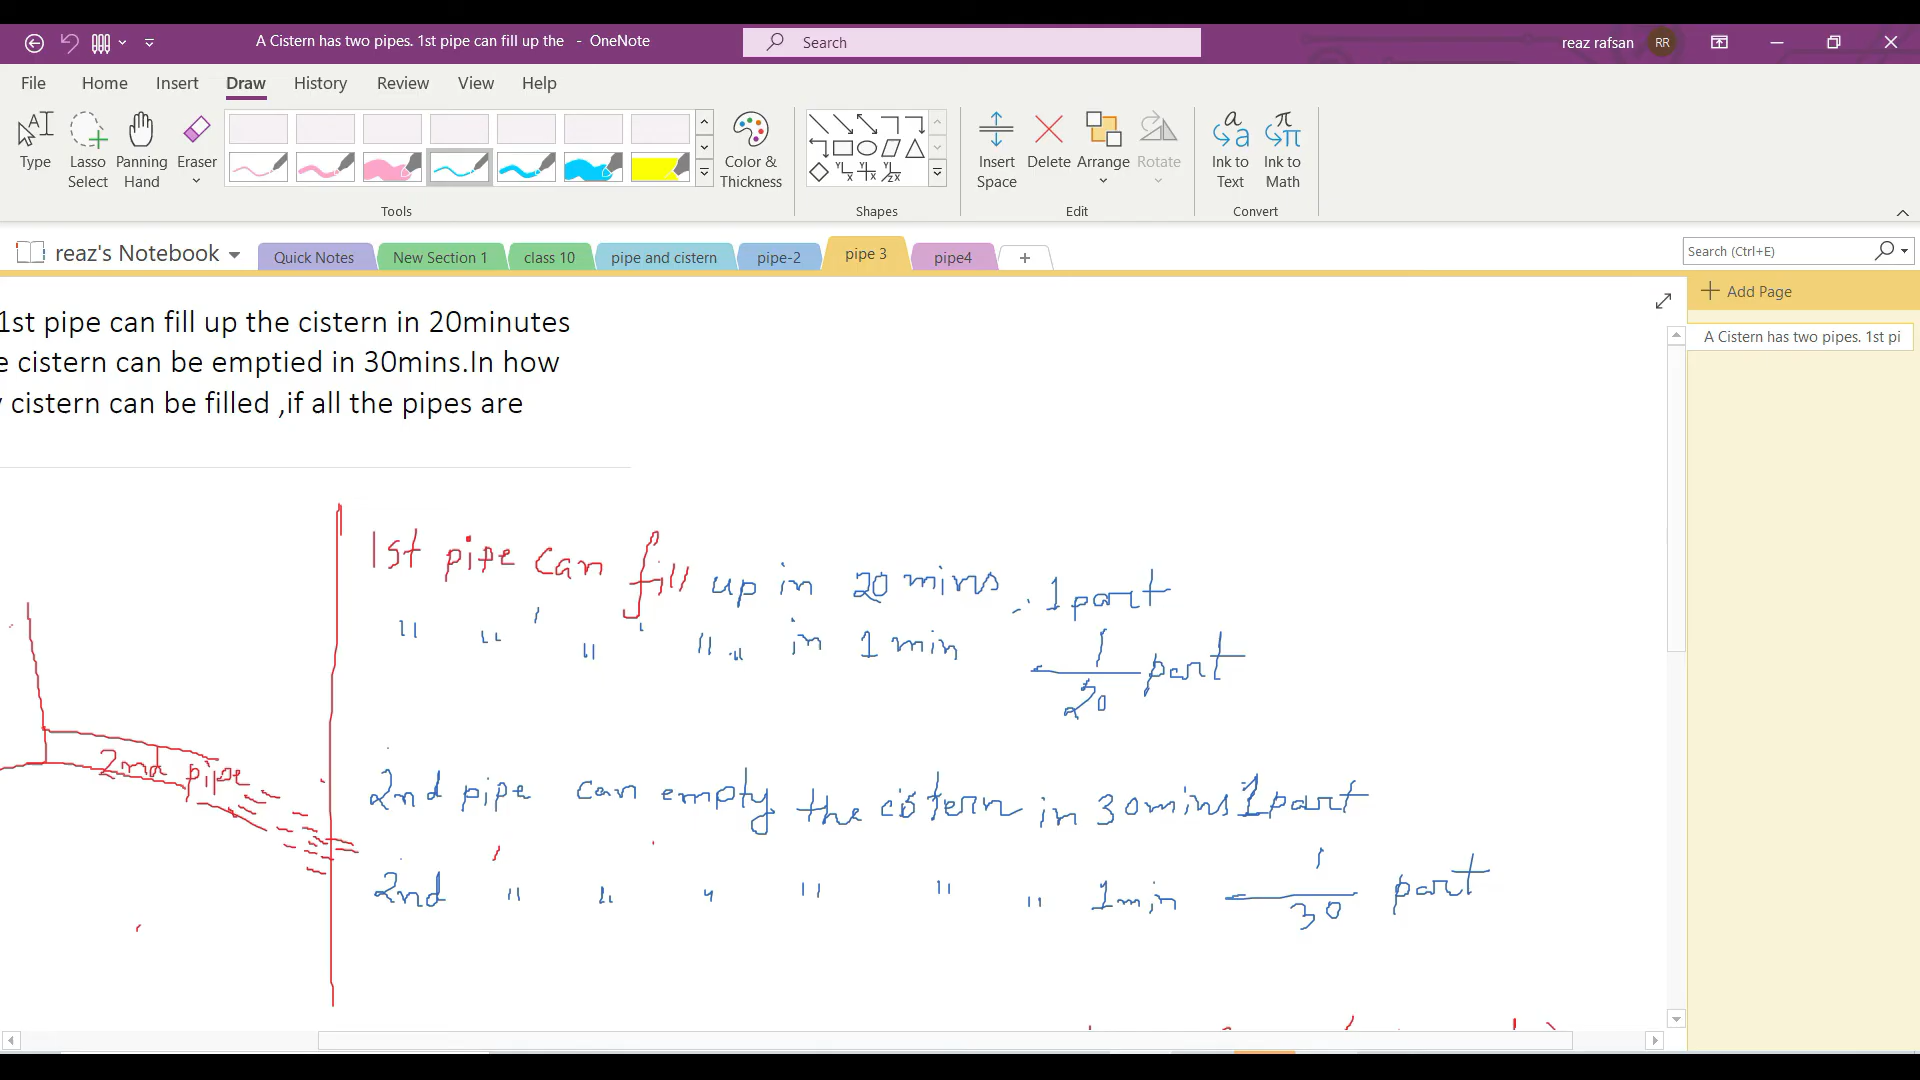 A Cistern has two pipes. 1st pipe can fill up the - OneNote
Search
reaz rafsan
RR
File
Home
Insert
Draw
History
Review
View
Help
Type
Lasso Select
Panning Hand
Eraser
Color & Thickness
Insert Space
Delete
Arrange
Rotate
Ink to Text
Ink to Math
Tools
Shapes
Edit
Convert
reaz's Notebook
Quick Notes
New Section 1
class 10
pipe and cistern
pipe-2
pipe 3
pipe4
Search (Ctrl+E)
Add Page
A Cistern has two pipes. 1st pi
1st pipe can fill up the cistern in 20minutes
e cistern can be emptied in 30mins.In how
y cistern can be filled ,if all the pipes are
1st pipe can fill up in 20 mins 1 part
" " " " " in 1 min 1/20 part
2nd pipe
2nd pipe can empty the cistern in 30mins 1 part
2nd " " " " " " 1min 1/30 part